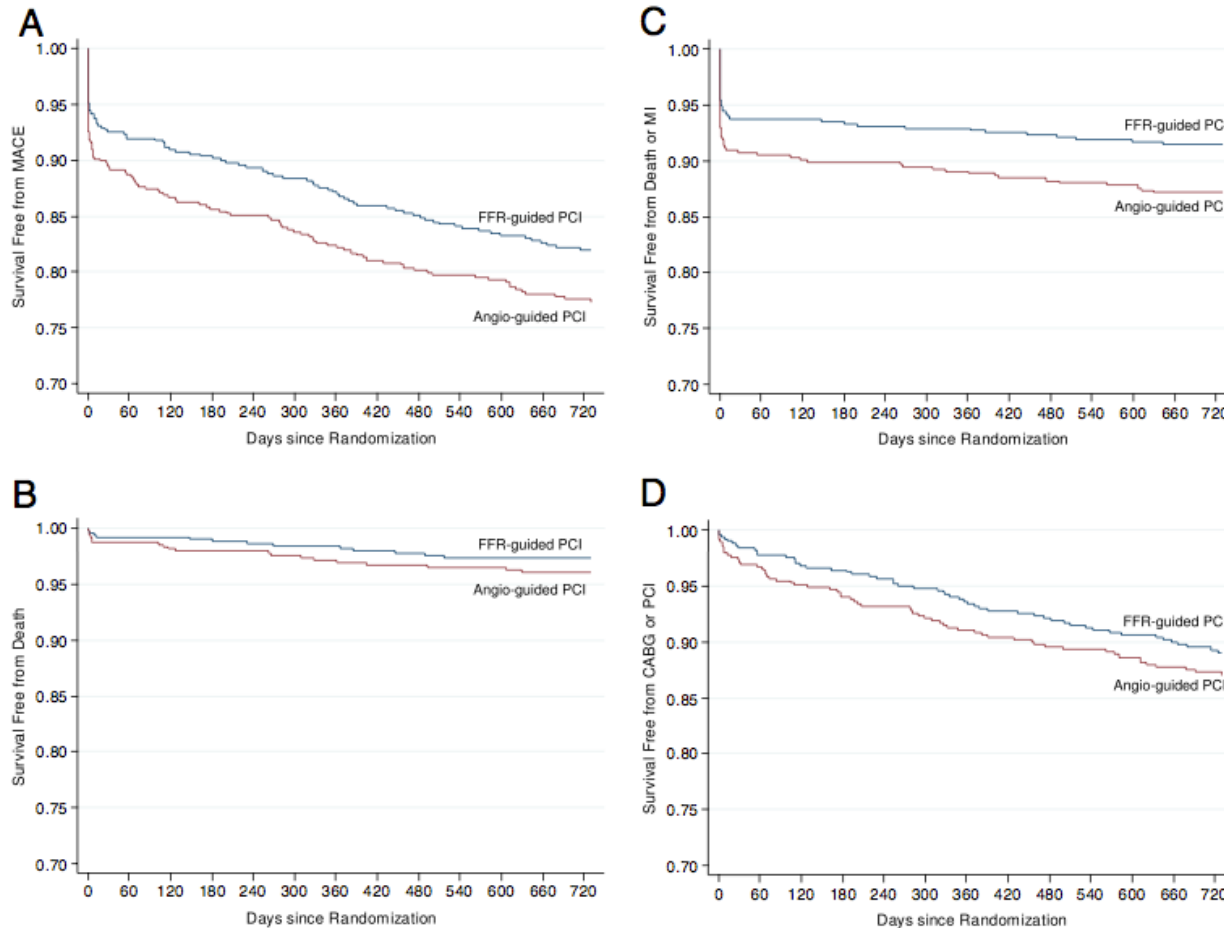 A
Survival Free from MACE
1.00
0.95
0.90
0.85
0.80
0.75
0.70
FFR-guided PCI
Angio-guided PCI
0 60 120 180 240 300 360 420 480 540 600 660 720
Days since Randomization
C
Survival Free from Death or MI
1.00
0.95
0.90
0.85
0.80
0.75
0.70
FFR-guided PC
Angio-guided PC
0 60 120 180 240 300 360 420 480 540 600 660 720
Days since Randomization
B
Survival Free from Death
1.00
0.95
0.90
0.85
0.80
0.75
0.70
FFR-guided PCI
Angio-guided PCI
0 60 120 180 240 300 360 420 480 540 600 660 720
Days since Randomization
D
Survival Free from CABG or PCI
1.00
0.95
0.90
0.85
0.80
0.75
0.70
FFR-guided PC
Angio-guided PCI
0 60 120 180 240 300 360 420 480 540 600 660 720
Days since Randomization